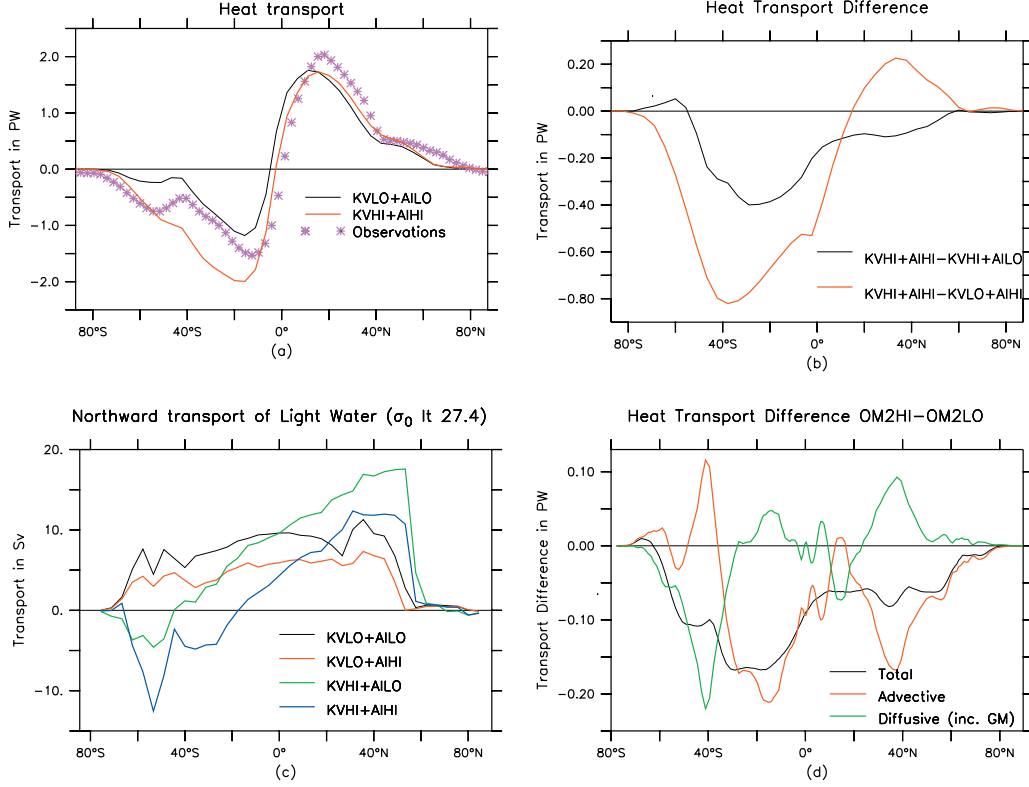 Heat transport
2.0
1.0
0.0
−1.0
−2.0
Transport in PW
KVLO+AILO
KVHI+AIHI
Observations
80°S
40°S
0°
40°N
80°N
(a)
Heat Transport Difference
0.20
0.00
−0.20
−0.40
−0.60
−0.80
Transport in PW
KVHI+AIHI−KVHI+AILO
KVHI+AIHI−KVLO+AIHI
80°S
40°S
0°
40°N
80°N
(b)
Northward transport of Light Water (σ0 lt 27.4)
20.
10.
0.
−10.
Transport in Sv
KVLO+AILO
KVLO+AIHI
KVHI+AILO
KVHI+AIHI
80°S
40°S
0°
40°N
80°N
(c)
Heat Transport Difference OM2HI−OM2LO
0.10
0.00
−0.10
−0.20
Transport Difference in PW
Total
Advective
Diffusive (inc. GM)
80°S
40°S
0°
40°N
80°N
(d)